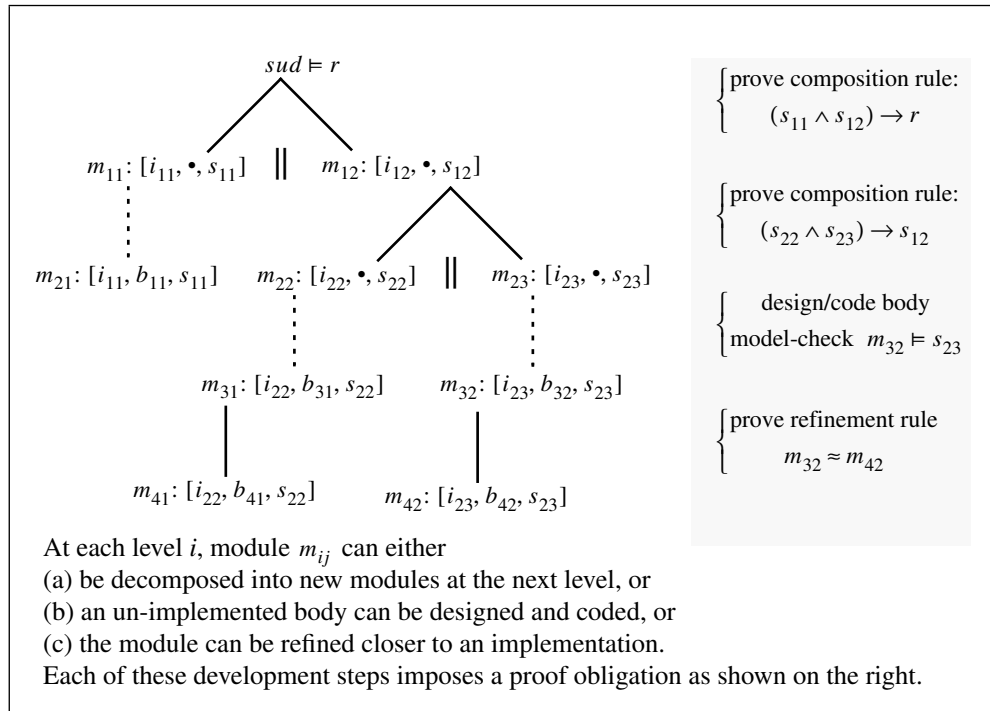 sud ⊨ r
prove composition rule:
(s₁₁ ∧ s₁₂) → r
m₁₁: [i₁₁, •, s₁₁] || m₁₂: [i₁₂, •, s₁₂]
prove composition rule:
(s₂₂ ∧ s₂₃) → s₁₂
m₂₁: [i₁₁, b₁₁, s₁₁] m₂₂: [i₂₂, •, s₂₂] || m₂₃: [i₂₃, •, s₂₃]
design/code body
model-check m₃₂ ⊨ s₂₃
m₃₁: [i₂₂, b₃₁, s₂₂] m₃₂: [i₂₃, b₃₂, s₂₃]
prove refinement rule
m₃₂ ≈ m₄₂
m₄₁: [i₂₂, b₄₁, s₂₂] m₄₂: [i₂₃, b₄₂, s₂₃]
At each level i, module mᵢⱼ can either
(a) be decomposed into new modules at the next level, or
(b) an un-implemented body can be designed and coded, or
(c) the module can be refined closer to an implementation.
Each of these development steps imposes a proof obligation as shown on the right.